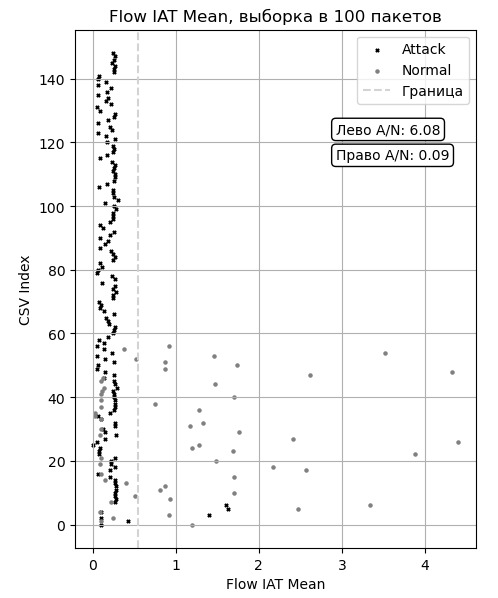 Flow IAT Mean, выборка в 100 пакетов
Attack
Normal
Граница
Лево A/N: 6.08
Право A/N: 0.09
CSV Index
140
120
100
80
60
40
20
0
0
1
2
3
4
Flow IAT Mean